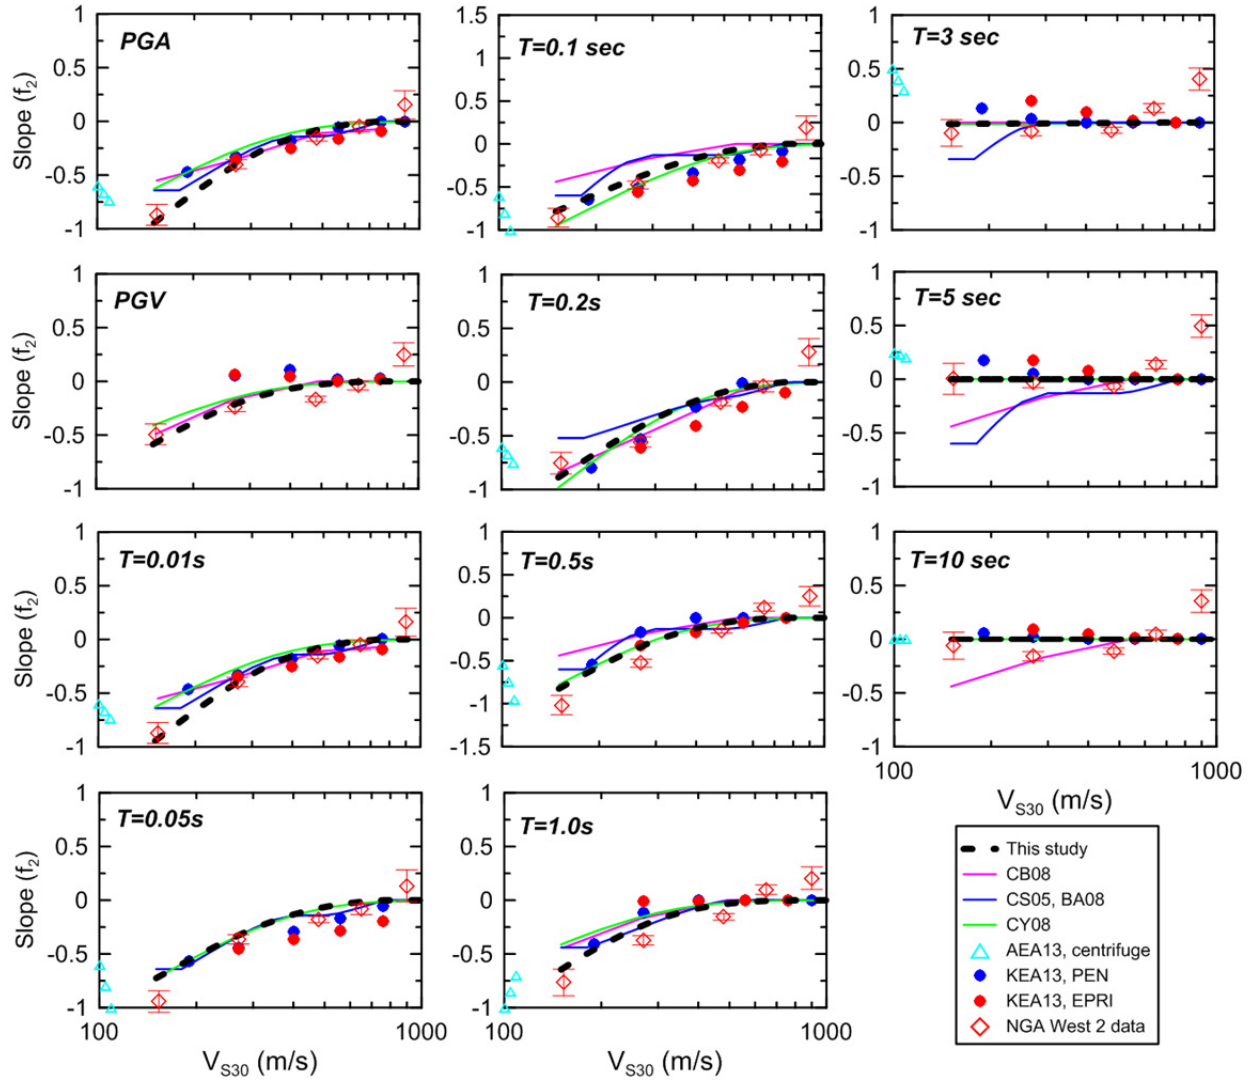 PGA
T=0.1 sec
T=3 sec
1
0.5
0
-0.5
-1
Slope (f2)
1.5
1
0.5
0
-0.5
-1
1
0.5
0
-0.5
-1
PGV
T=0.2s
T=5 sec
1
0.5
0
-0.5
-1
Slope (f2)
1
0.5
0
-0.5
-1
1
0.5
0
-0.5
-1
T=0.01s
T=0.5s
T=10 sec
1
0.5
0
-0.5
-1
Slope (f2)
1
0.5
0
-0.5
-1
-1.5
1
0.5
0
-0.5
-1
100
1000
VS30 (m/s)
T=0.05s
T=1.0s
1
0.5
0
-0.5
-1
Slope (f2)
100
1000
VS30 (m/s)
1
0.5
0
-0.5
-1
100
1000
VS30 (m/s)
This study
CB08
CS05, BA08
CY08
AEA13, centrifuge
KEA13, PEN
KEA13, EPRI
NGA West 2 data